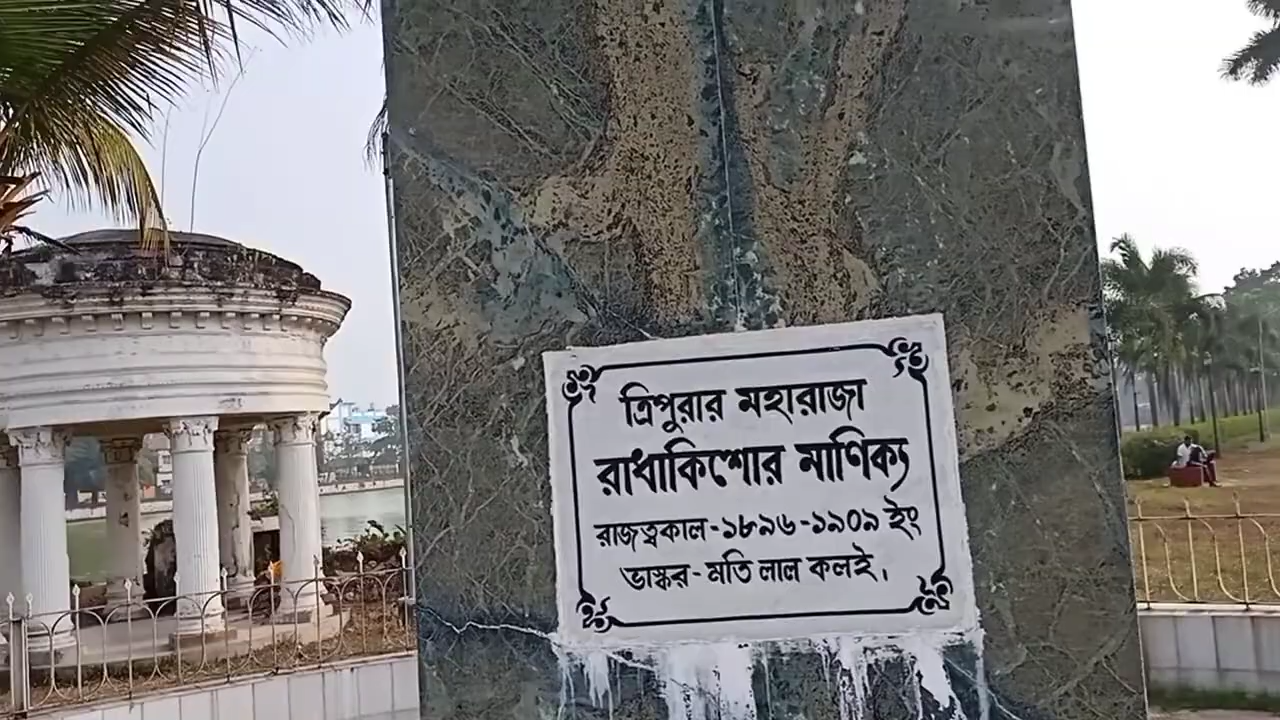 ত্রিপুরার মহারাজা
রাধাকিশোর মাণিক্য
রাজত্বকাল-১৮৯৬-১৯০৯ ইং
ভাস্কর-মতি লাল কলই.